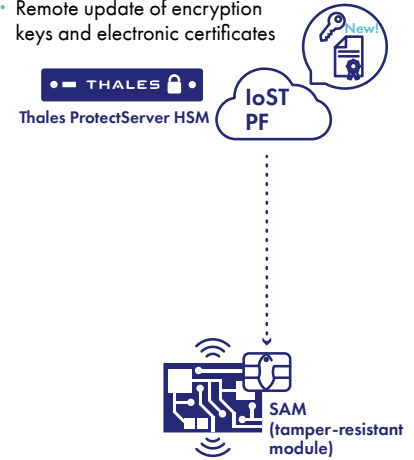 • Remote update of encryption
keys and electronic certificates
New!
THALES
Thales ProtectServer HSM
IoST
PF
SAM
(tamper-resistant
module)